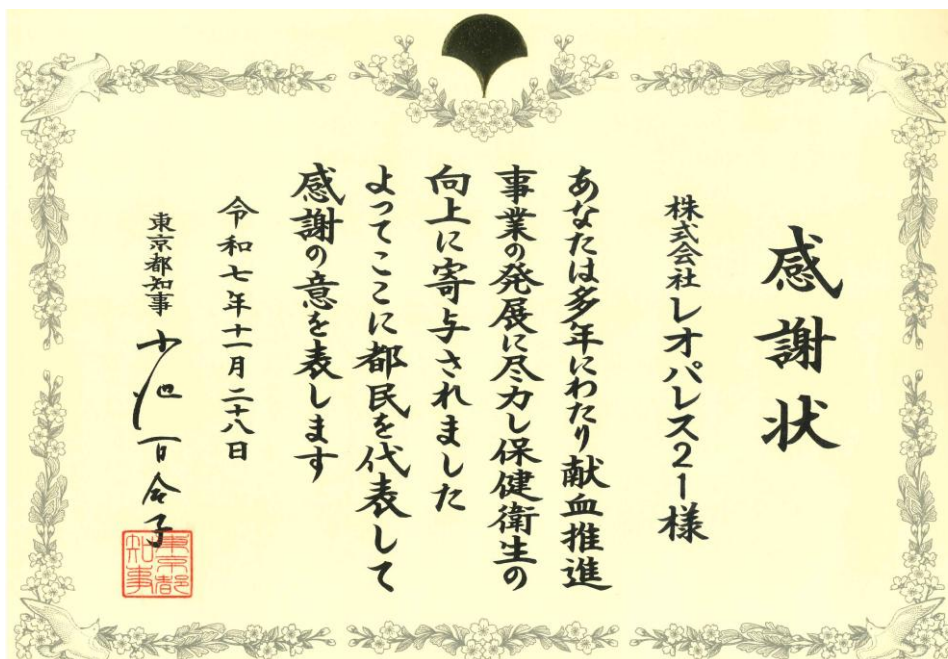 感謝状
株式会社レオパレス21様
あなたは多年にわたり献血推進
事業の発展に尽力し保健衛生の
向上に寄与されました
よってここに都民を代表して
感謝の意を表します
令和七年十一月二十八日
東京都知事 小池百合子
東京都
知事